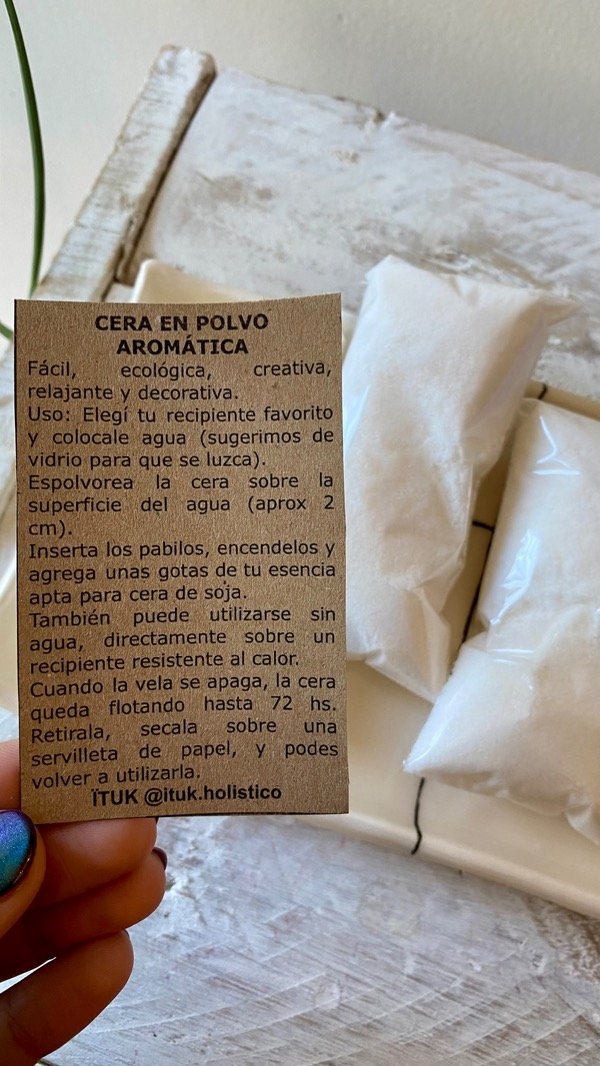 CERA EN POLVO
AROMÁTICA
Fácil, ecológica, creativa,
relajante y decorativa.
Uso: Elegí tu recipiente favorito
y colocale agua (sugerimos de
vidrio para que se luzca).
Espolvorea la cera sobre la
superficie del agua (aprox 2
cm).
Inserta los pabilos, encendelos y
agrega unas gotas de tu esencia
apta para cera de soja.
También puede utilizarse sin
agua, directamente sobre un
recipiente resistente al calor.
Cuando la vela se apaga, la cera
queda flotando hasta 72 hs.
Retirala, secala sobre una
servilleta de papel, y podes
volver a utilizarla.
ÏTUK @ituk.holistico